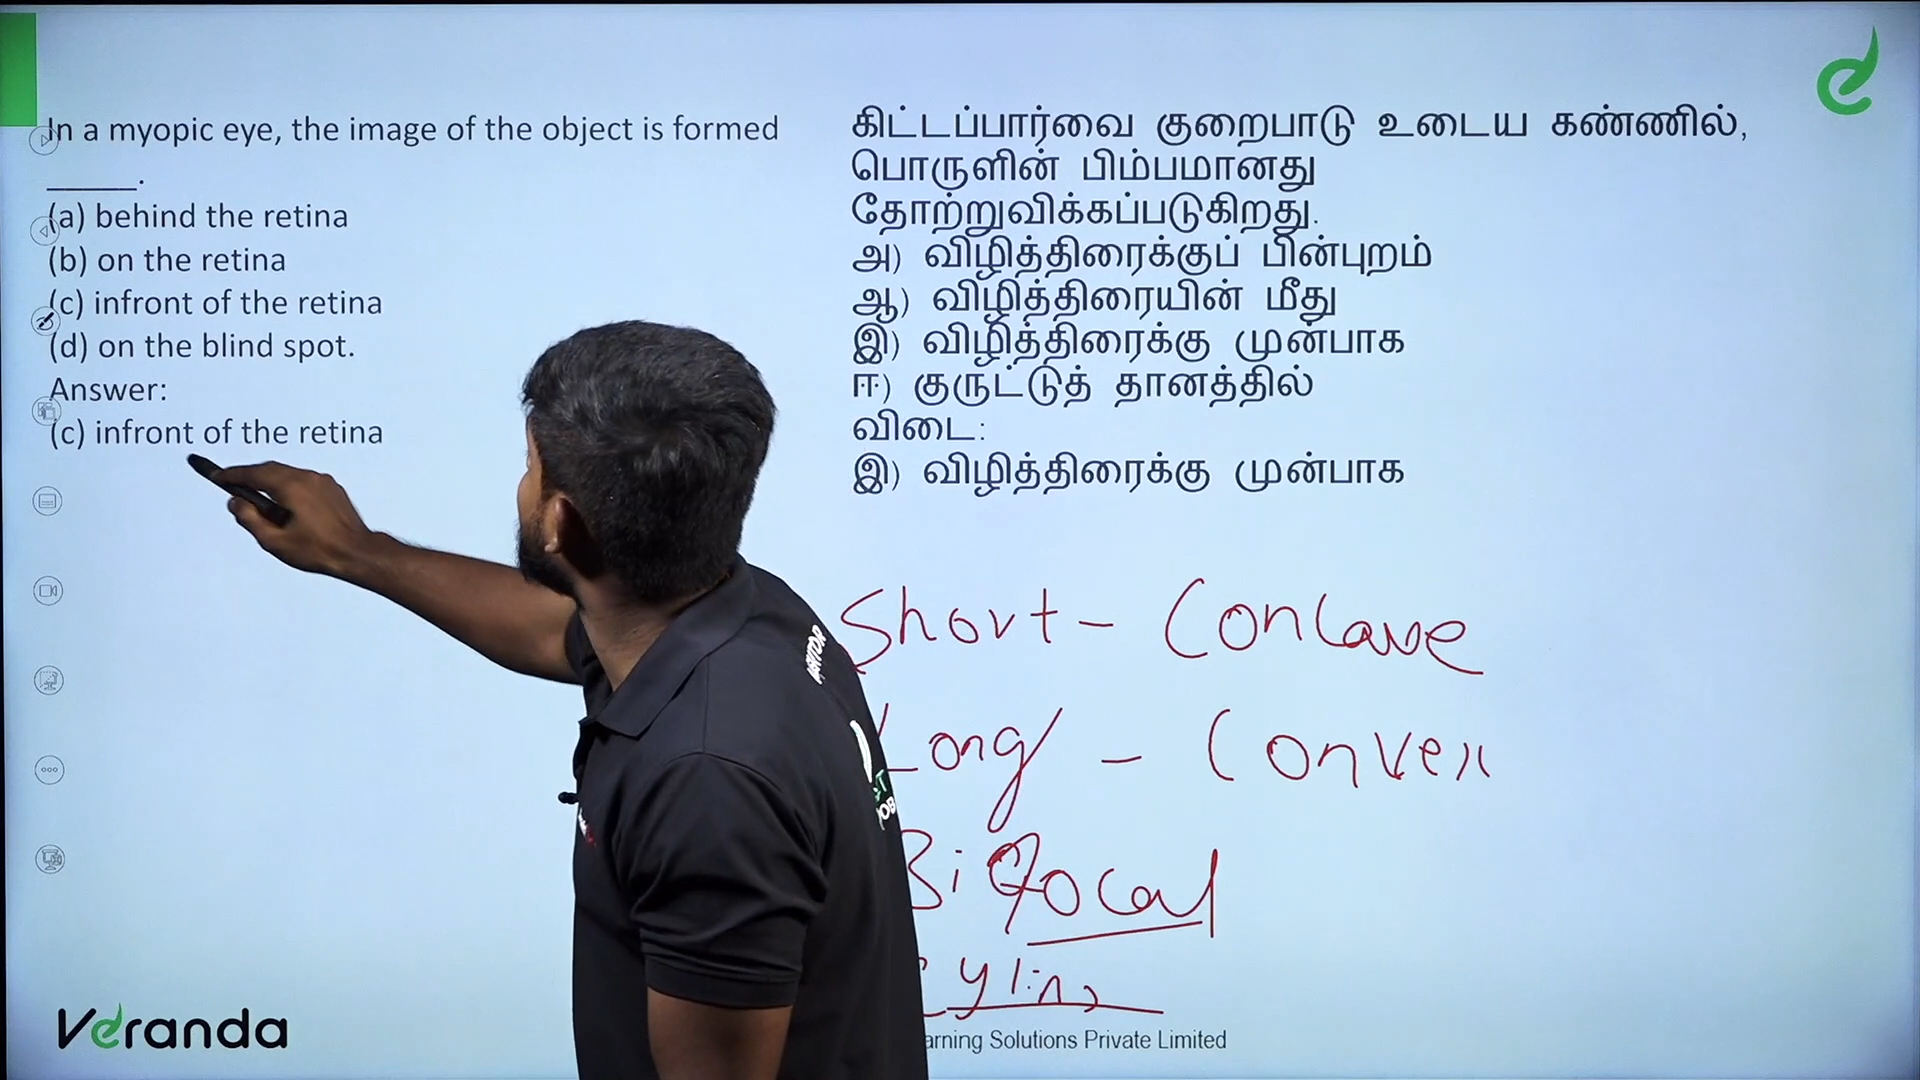 In a myopic eye, the image of the object is formed
_____.
(a) behind the retina
(b) on the retina
(c) infront of the retina
(d) on the blind spot.
Answer:
(c) infront of the retina
கிட்டப்பார்வை குறைபாடு உடைய கண்ணில்,
பொருளின் பிம்பமானது
தோற்றுவிக்கப்படுகிறது.
அ) விழித்திரைக்குப் பின்புறம்
ஆ) விழித்திரையின் மீது
இ) விழித்திரைக்கு முன்பாக
ஈ) குருட்டுத் தானத்தில்
விடை:
இ) விழித்திரைக்கு முன்பாக
Short - Concave
Long - Convex
Bifocal
Veranda
arning Solutions Private Limited